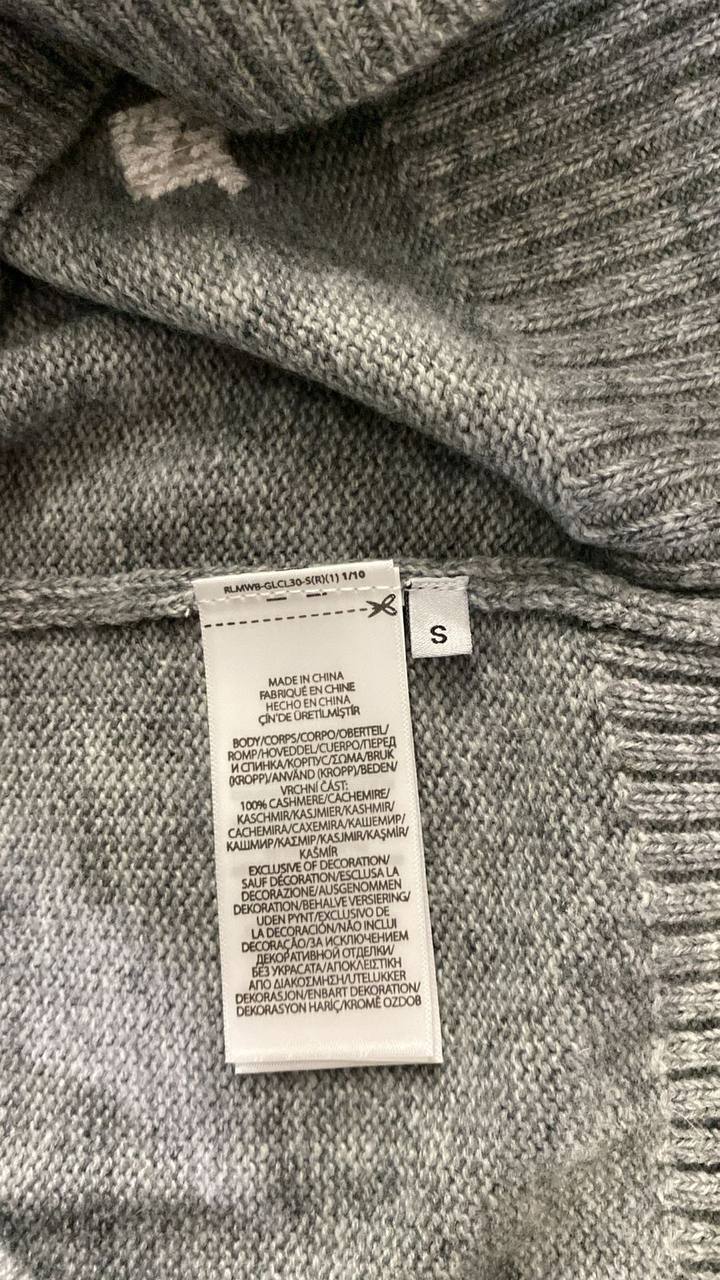 RLMWB-GLCL30-S(R)(1) 1/10
S
MADE IN CHINA
FABRIQUÉ EN CHINE
HECHO EN CHINA
ÇİN'DE ÜRETİLMİŞTİR
BODY/CORPS/CORPO/OBERTEIL/
ROMP/HOVEDDEL/CUERPO/ПЕРЕД
И СПИНКА/КОРПУС/ΣΩΜΑ/BRUK
(KROPP)/ANVÄND (KROPP)/BEDEN/
VRCHNÍ ČÁST:
100% CASHMERE/CACHEMIRE/
KASCHMIR/KASJMIER/KASHMIR/
CACHEMIRA/CAXEMIRA/КАШЕМИР/
КАШМИР/ΚΑΣΜΙΡ/KASJMIR/KAŞMİR/
KAŠMÍR
EXCLUSIVE OF DECORATION/
SAUF DÉCORATION/ESCLUSA LA
DECORAZIONE/AUSGENOMMEN
DEKORATION/BEHALVE VERSIERING/
UDEN PYNT/EXCLUSIVO DE
LA DECORACIÓN/NÃO INCLUI
DECORAÇÃO/ЗА ИСКЛЮЧЕНИЕМ
ДЕКОРАТИВНОЙ ОТДЕЛКИ/
БЕЗ УКРАСАТА/ΑΠΟΚΛΕΙΣΤΙΚΗ
ΑΠΟ ΔΙΑΚΟΣΜΗΣΗ/UTELUKKER
DEKORASJON/ENBART DEKORATION/
DEKORASYON HARİÇ/KROMĚ OZDOB